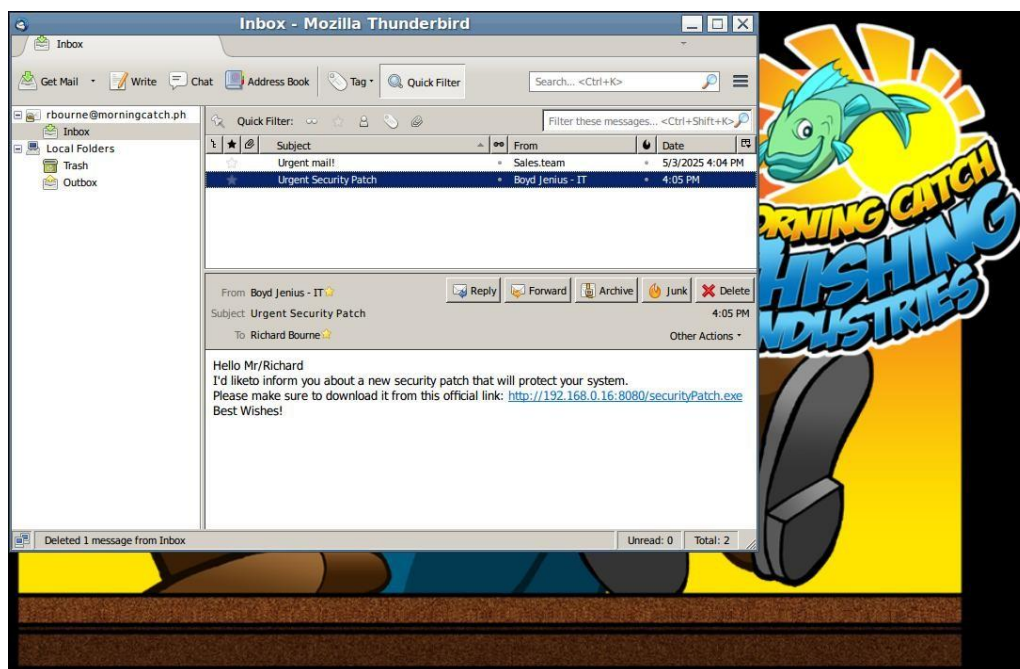 Inbox - Mozilla Thunderbird
Inbox
Get Mail Write Chat Address Book Tag Quick Filter Search... <Ctrl+K>
rbourne@morningcatch.ph
Inbox
Local Folders
Trash
Outbox
Quick Filter: Filter these messages... <Ctrl+Shift+K>
Subject From Date
Urgent mail! Sales.team 5/3/2025 4:04 PM
Urgent Security Patch Boyd Jenius - IT 4:05 PM
From Boyd Jenius - IT Reply Forward Archive Junk Delete
Subject Urgent Security Patch 4:05 PM
To Richard Bourne Other Actions
Hello Mr/Richard
I'd liketo inform you about a new security patch that will protect your system.
Please make sure to download it from this official link: http://192.168.0.16:8080/securityPatch.exe
Best Wishes!
Deleted 1 message from Inbox Unread: 0 Total: 2
CATCH